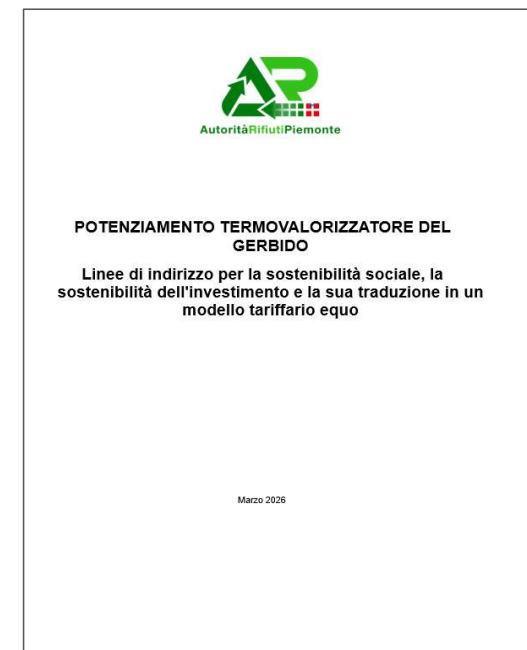 AutoritàRifiutiPiemonte
POTENZIAMENTO TERMOVALORIZZATORE DEL
GERBIDO
Linee di indirizzo per la sostenibilità sociale, la
sostenibilità dell'investimento e la sua traduzione in un
modello tariffario equo
Marzo 2026